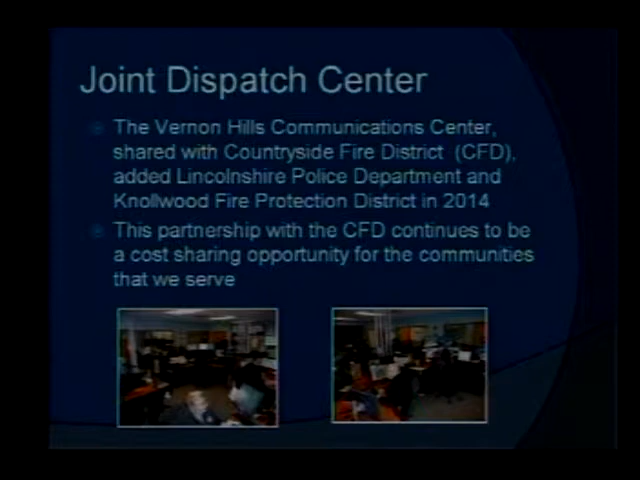 Joint Dispatch Center
The Vernon Hills Communications Center,
shared with Countryside Fire District (CFD),
added Lincolnshire Police Department and
Knollwood Fire Protection District in 2014
This partnership with the CFD continues to be
a cost sharing opportunity for the communities
that we serve